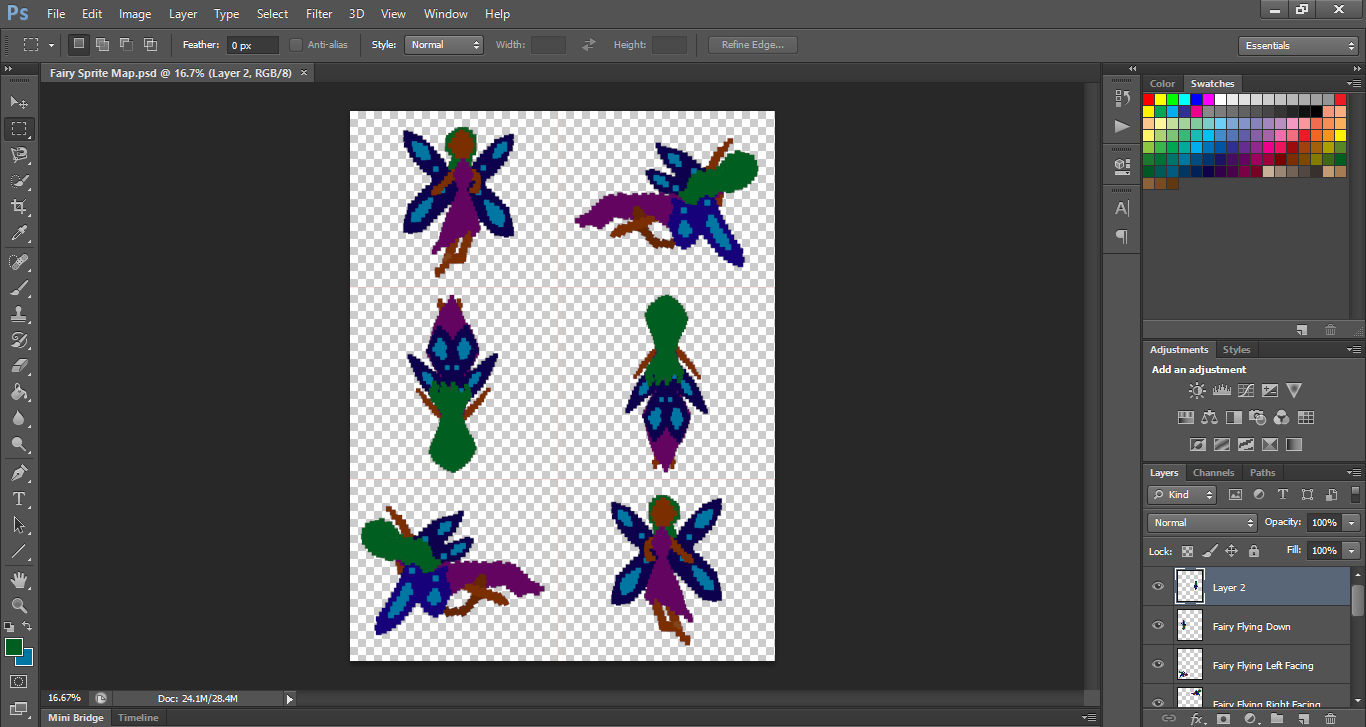 Ps File Edit Image Layer Type Select Filter 3D View Window Help
Feather: 0 px Anti-alias Style: Normal Width: Height: Refine Edge... Essentials
Fairy Sprite Map.psd @ 16.7% (Layer 2, RGB/8) ×
Color Swatches
Adjustments Styles
Add an adjustment
Layers Channels Paths
Kind
Normal Opacity: 100%
Lock: Fill: 100%
Layer 2
Fairy Flying Down
Fairy Flying Left Facing
Fairy Flying Right Facing
16.67% Doc: 24.1M/28.4M
Mini Bridge Timeline